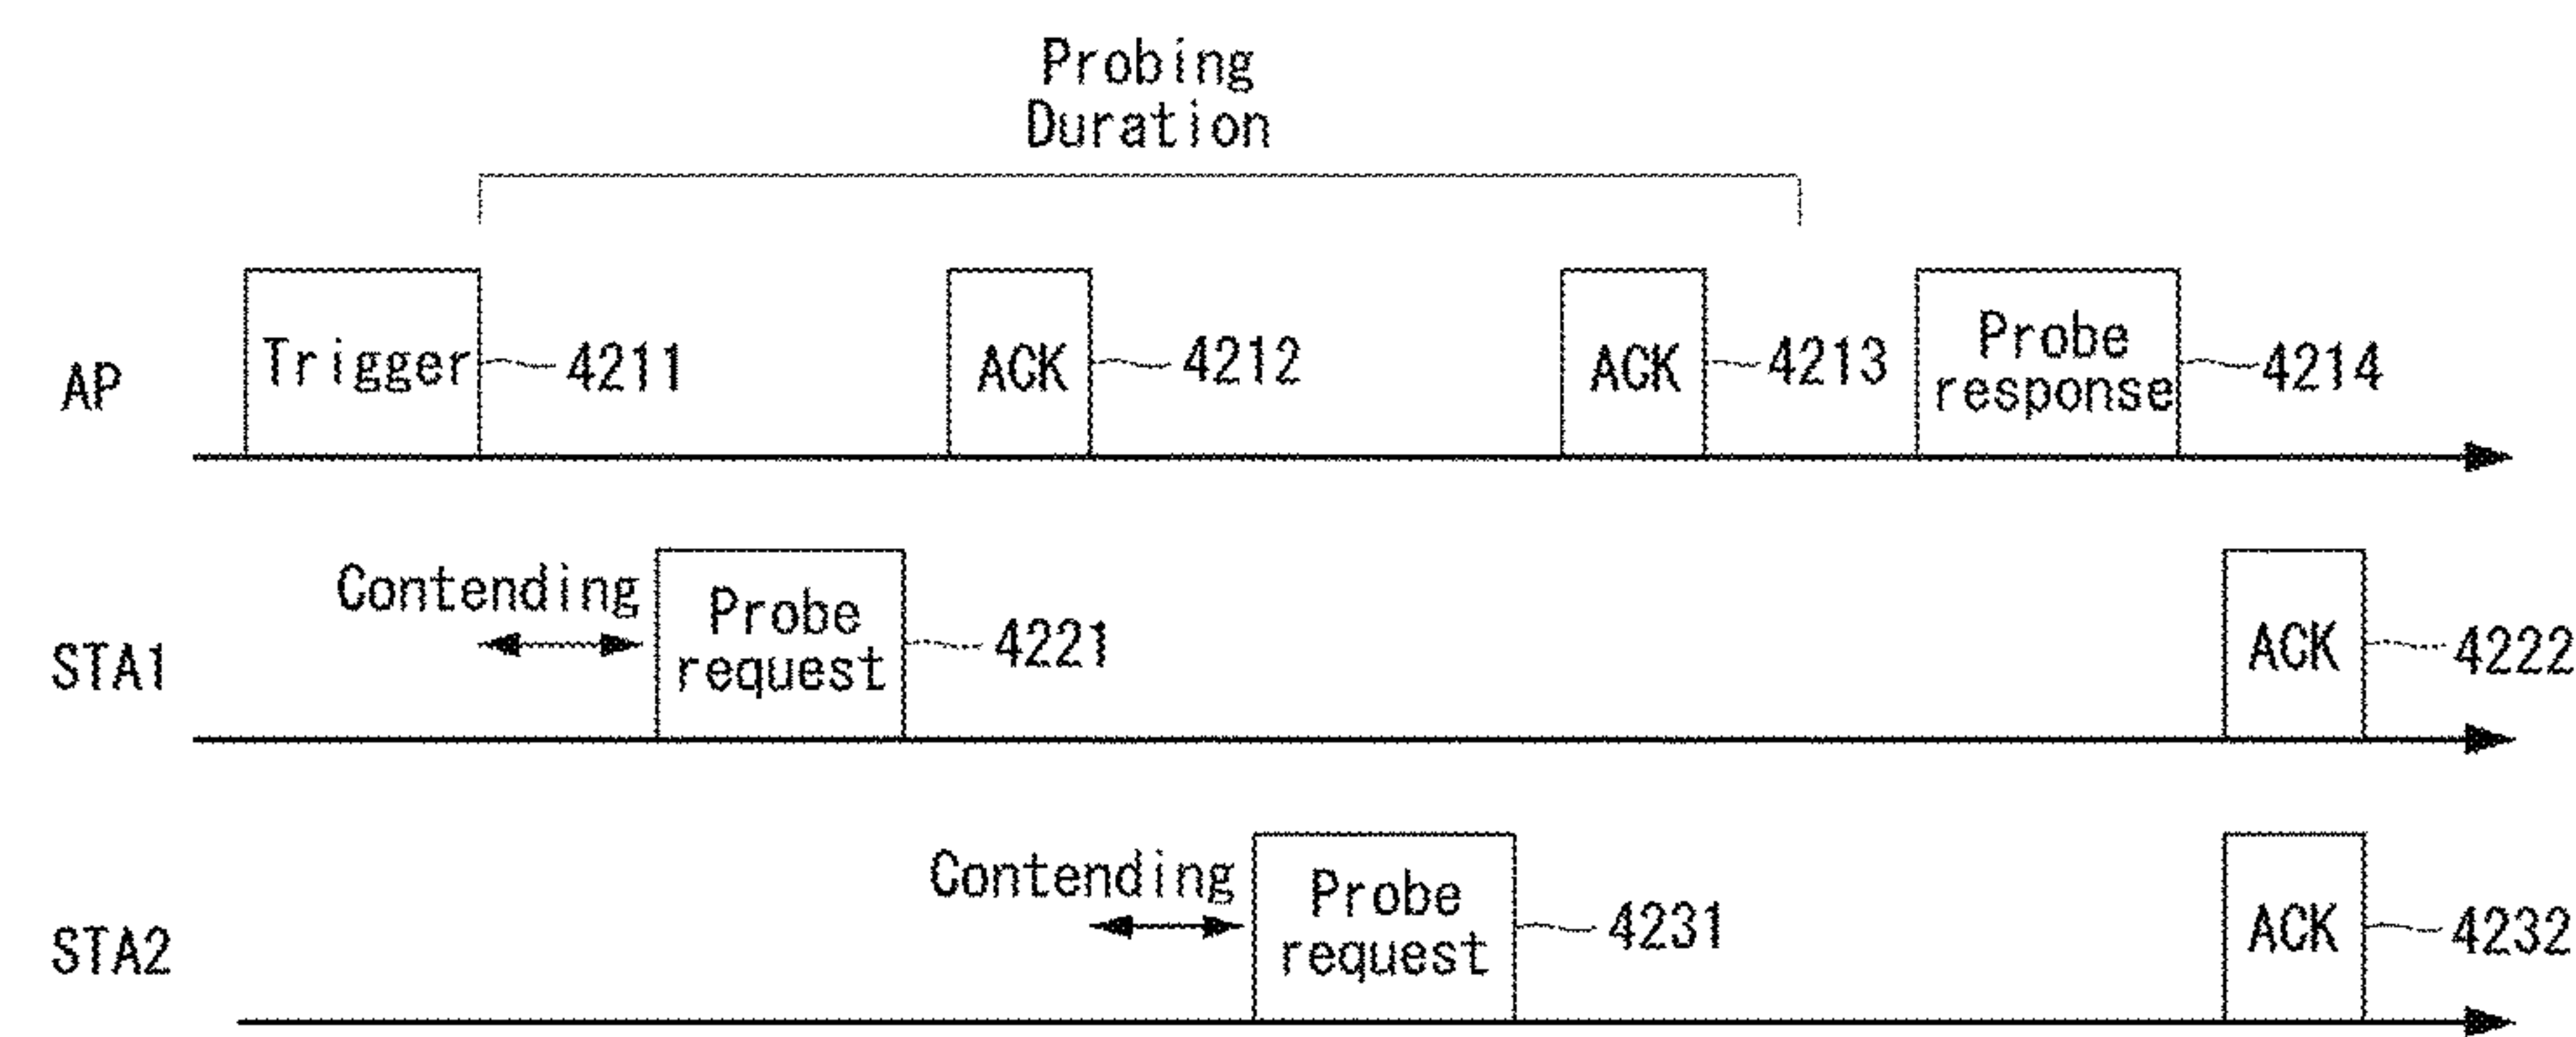 Probing
Duration
AP
Trigger
4211
ACK
4212
ACK
4213
Probe
response
4214
STA1
Contending
Probe
request
4221
ACK
4222
STA2
Contending
Probe
request
4231
ACK
4232